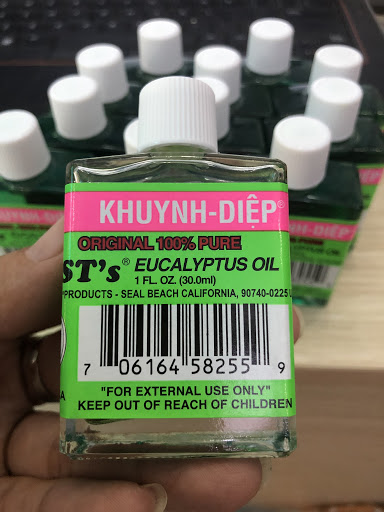 KHUYNH-DIỆP®
ORIGINAL 100% PURE
ST's® EUCALYPTUS OIL
1 FL. OZ. (30.0ml)
PRODUCTS - SEAL BEACH CALIFORNIA, 90740-0225 U
7 06164 58255 9
"FOR EXTERNAL USE ONLY"
KEEP OUT OF REACH OF CHILDREN